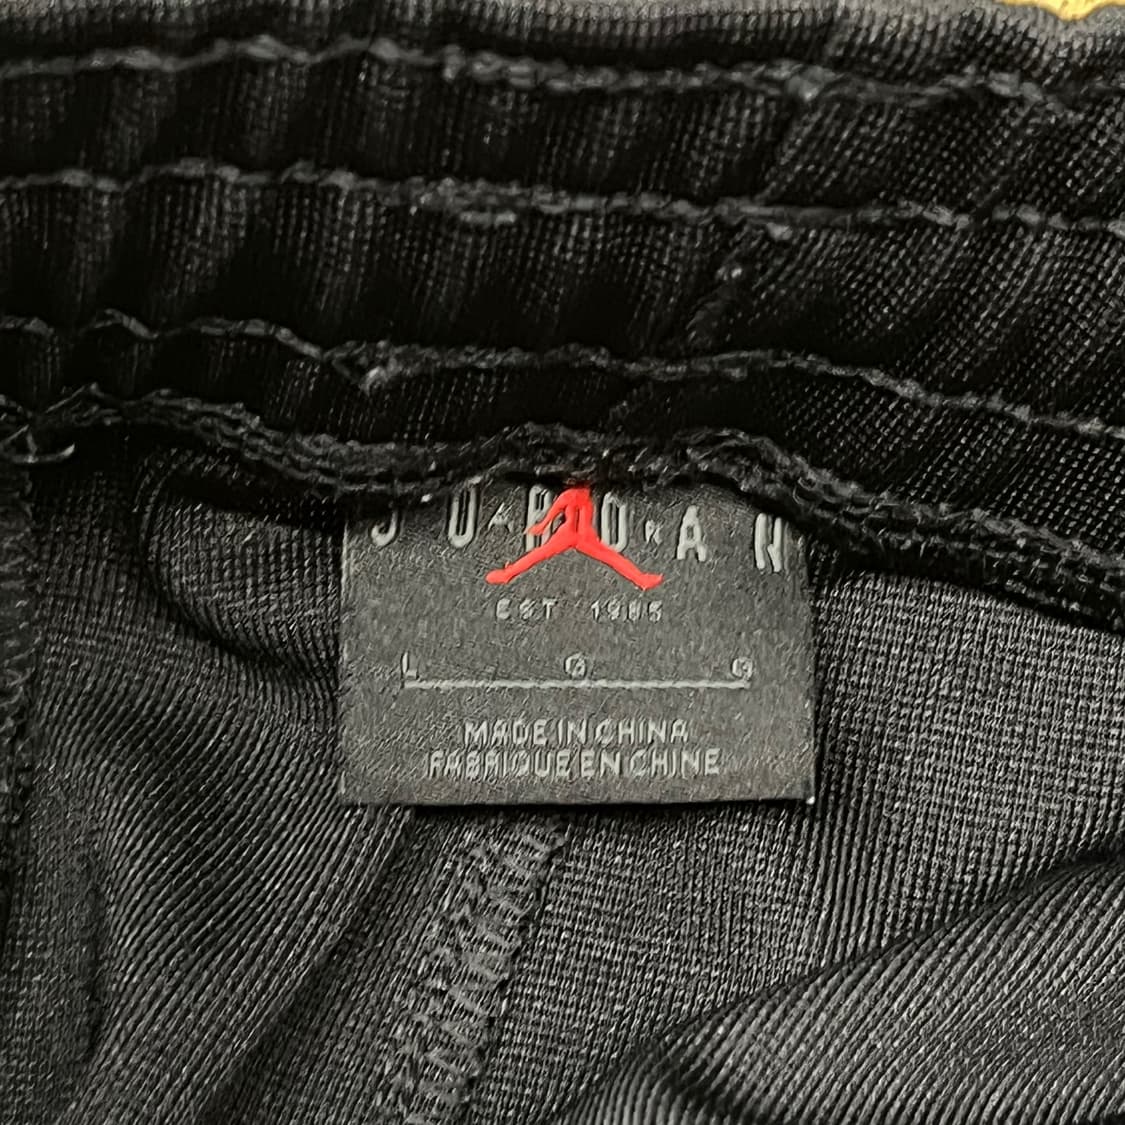 JORDAN
EST 1985
L G G
MADE IN CHINA
FABRIQUE EN CHINE